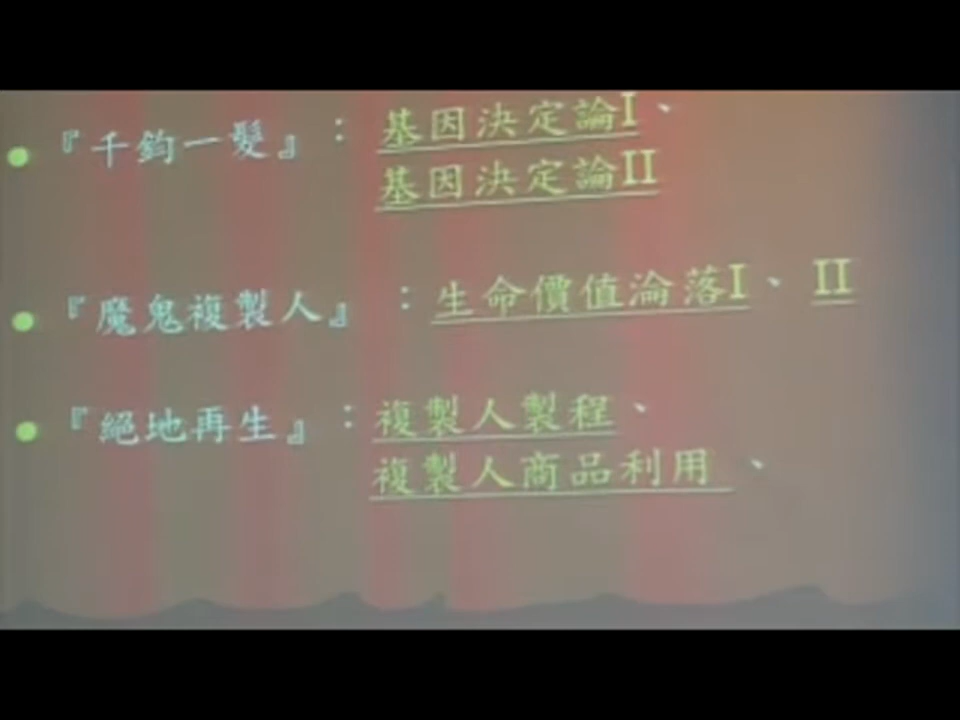 『千鈞一髮』：基因決定論I、
基因決定論II
『魔鬼複製人』：生命價值淪落I、II
『絕地再生』：複製人製程、
複製人商品利用、